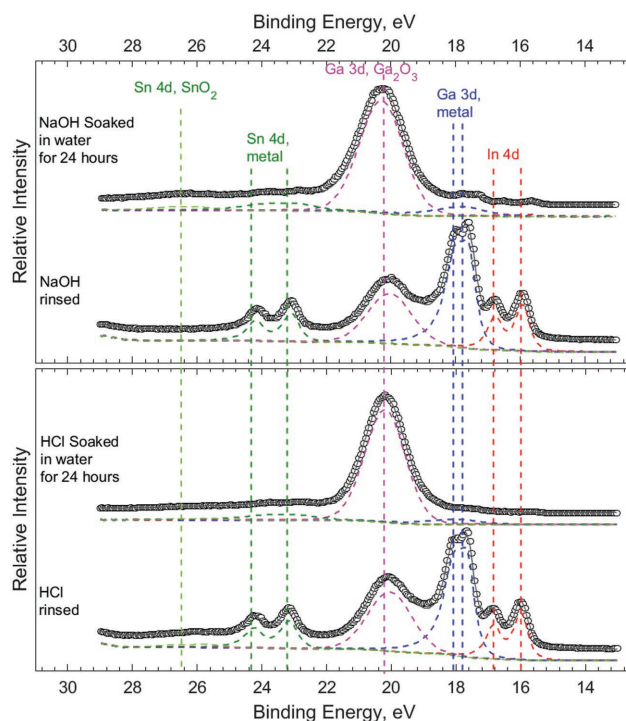 Binding Energy, eV
30 28 26 24 22 20 18 16 14
Ga 3d, Ga₂O₃
Sn 4d, SnO₂
Ga 3d,
metal
NaOH Soaked
in water
for 24 hours
Sn 4d,
metal
In 4d
Relative Intensity
NaOH
rinsed
HCl Soaked
in water
for 24 hours
Relative Intensity
HCl
rinsed
30 28 26 24 22 20 18 16 14
Binding Energy, eV